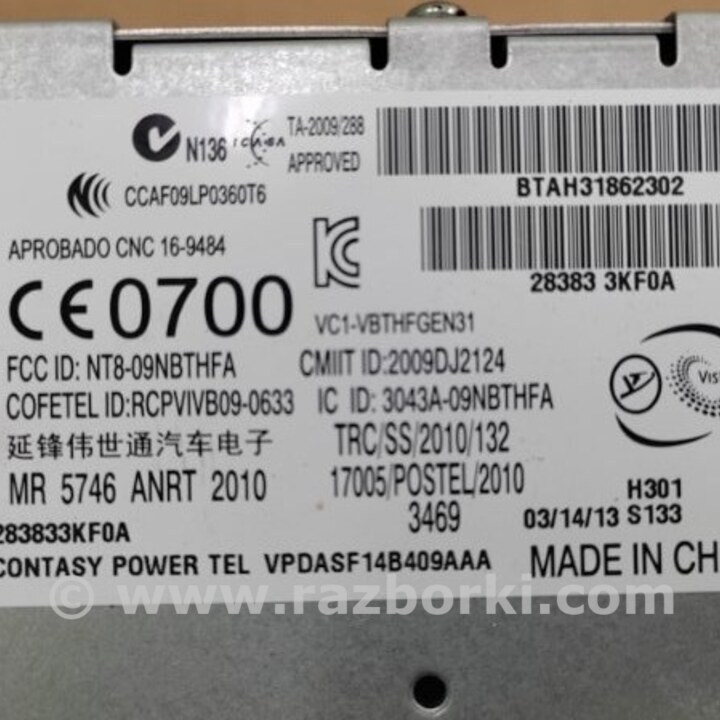 N136
ICASA
TA-2009/288
APPROVED
BTAH31862302
CCAF09LP0360T6
APROBADO CNC 16-9484
28383 3KF0A
CE0700
VC1-VBTHFGEN31
FCC ID: NT8-09NBTHFA
CMIIT ID:2009DJ2124
COFETEL ID:RCPVIVB09-0633
IC ID: 3043A-09NBTHFA
VIST
延锋伟世通汽车电子
TRC/SS/2010/132
MR 5746 ANRT 2010
17005/POSTEL/2010
3469
H301
03/14/13 S133
283833KF0A
CONTASY POWER TEL VPDASF14B409AAA
MADE IN CH
© www.razborki.com